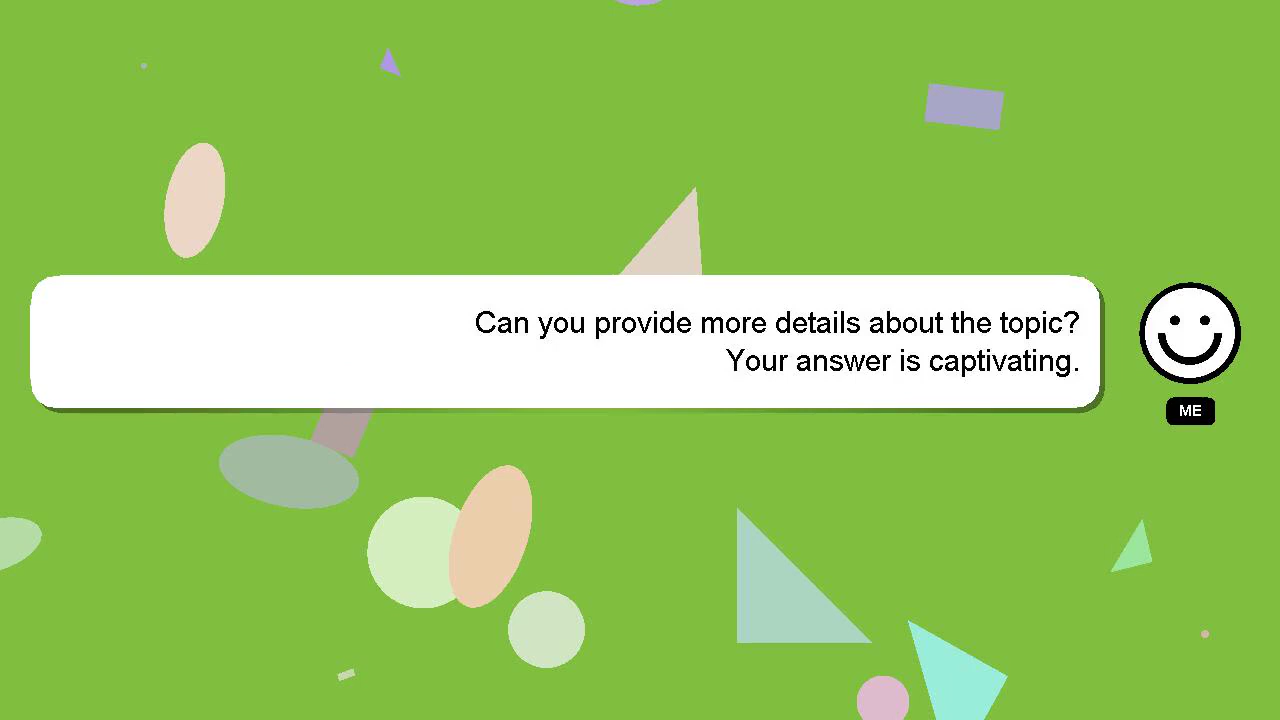 Can you provide more details about the topic?
Your answer is captivating.
ME